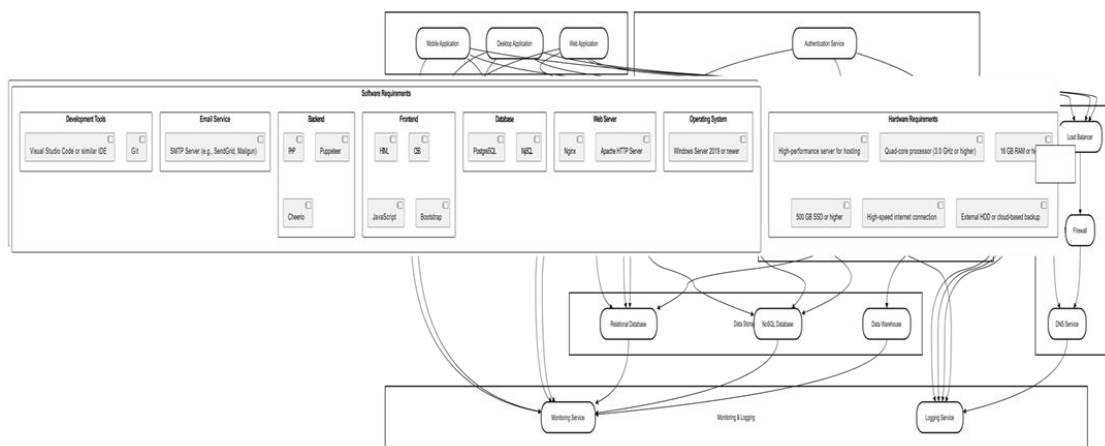 Mobile Application
Desktop Application
Web Application
Authentication Service
Software Requirements
Development Tools
Visual Studio Code or similar IDE
Git
Email Service
SMTP Server (e.g., SendGrid, Mailgun)
Backend
PHP
Puppeteer
Cheerio
Frontend
HTML
CSS
JavaScript
Bootstrap
Database
PostgreSQL
MySQL
Web Server
Nginx
Apache HTTP Server
Operating System
Windows Server 2019 or newer
Hardware Requirements
High-performance server for hosting
Quad-core processor (3.0 GHz or higher)
16 GB RAM or
500 GB SSD or higher
High-speed internet connection
External HDD or cloud-based backup
Load Balancer
Firewall
Relational Database
Data
NoSQL Database
Data Warehouse
DNS Service
Monitoring Service
Monitoring & Logging
Logging Service